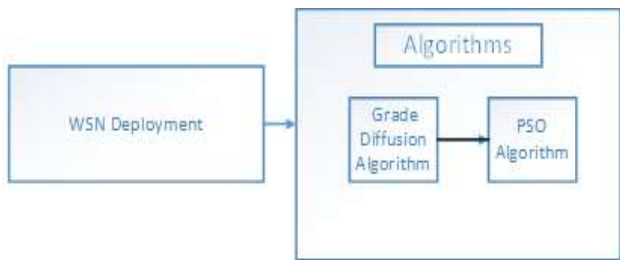 WSN Deployment
Algorithms
Grade
Diffusion
Algorithm
PSO
Algorithm